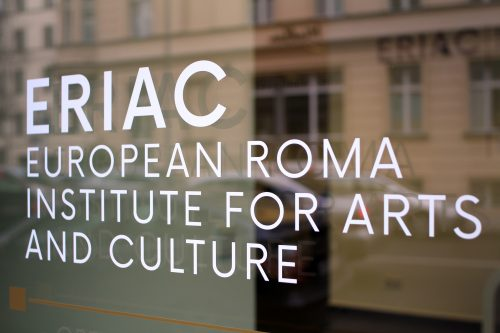 ERIAC
EUROPEAN ROMA
INSTITUTE FOR ARTS
AND CULTURE